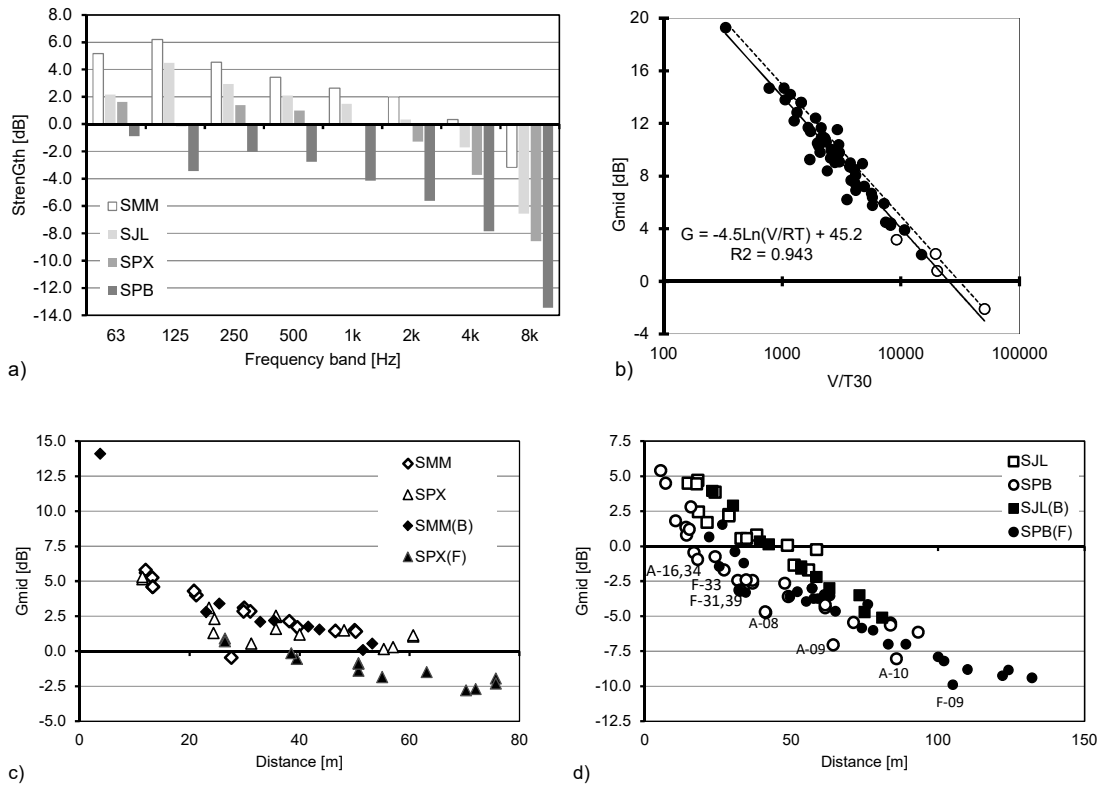 8.0
6.0
4.0
2.0
0.0
-2.0
-4.0
-6.0
-8.0
-10.0
-12.0
-14.0
StrenGth [dB]
SMM
SJL
SPX
SPB
63 125 250 500 1k 2k 4k 8k
Frequency band [Hz]
a)
20
16
12
8
4
0
-4
Gmid [dB]
G = -4.5Ln(V/RT) + 45.2
R2 = 0.943
100 1000 10000 100000
V/T30
b)
15.0
12.5
10.0
7.5
5.0
2.5
0.0
-2.5
-5.0
Gmid [dB]
SMM
SPX
SMM(B)
SPX(F)
0 20 40 60 80
Distance [m]
c)
7.5
5.0
2.5
0.0
-2.5
-5.0
-7.5
-10.0
-12.5
Gmid [dB]
SJL
SPB
SJL(B)
SPB(F)
A-16,34
F-33
F-31,39
A-08
A-09
A-10
F-09
0 50 100 150
Distance [m]
d)